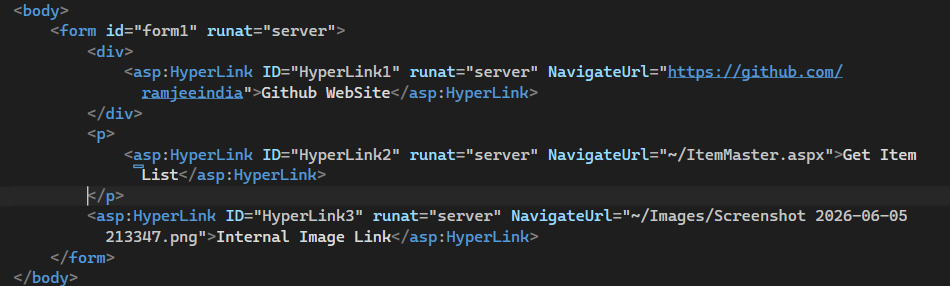 <body>
<form id="form1" runat="server">
<div>
<asp:HyperLink ID="HyperLink1" runat="server" NavigateUrl="https://github.com/
ramjeeindia">Github WebSite</asp:HyperLink>
</div>
<p>
<asp:HyperLink ID="HyperLink2" runat="server" NavigateUrl="~/ItemMaster.aspx">Get Item
List</asp:HyperLink>
</p>
<asp:HyperLink ID="HyperLink3" runat="server" NavigateUrl="~/Images/Screenshot 2026-06-05
213347.png">Internal Image Link</asp:HyperLink>
</form>
</body>